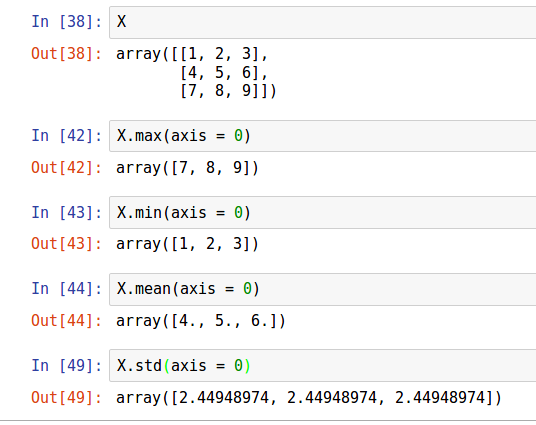 In [38]: X
Out[38]: array([[1, 2, 3],
[4, 5, 6],
[7, 8, 9]])
In [42]: X.max(axis = 0)
Out[42]: array([7, 8, 9])
In [43]: X.min(axis = 0)
Out[43]: array([1, 2, 3])
In [44]: X.mean(axis = 0)
Out[44]: array([4., 5., 6.])
In [49]: X.std(axis = 0)
Out[49]: array([2.44948974, 2.44948974, 2.44948974])